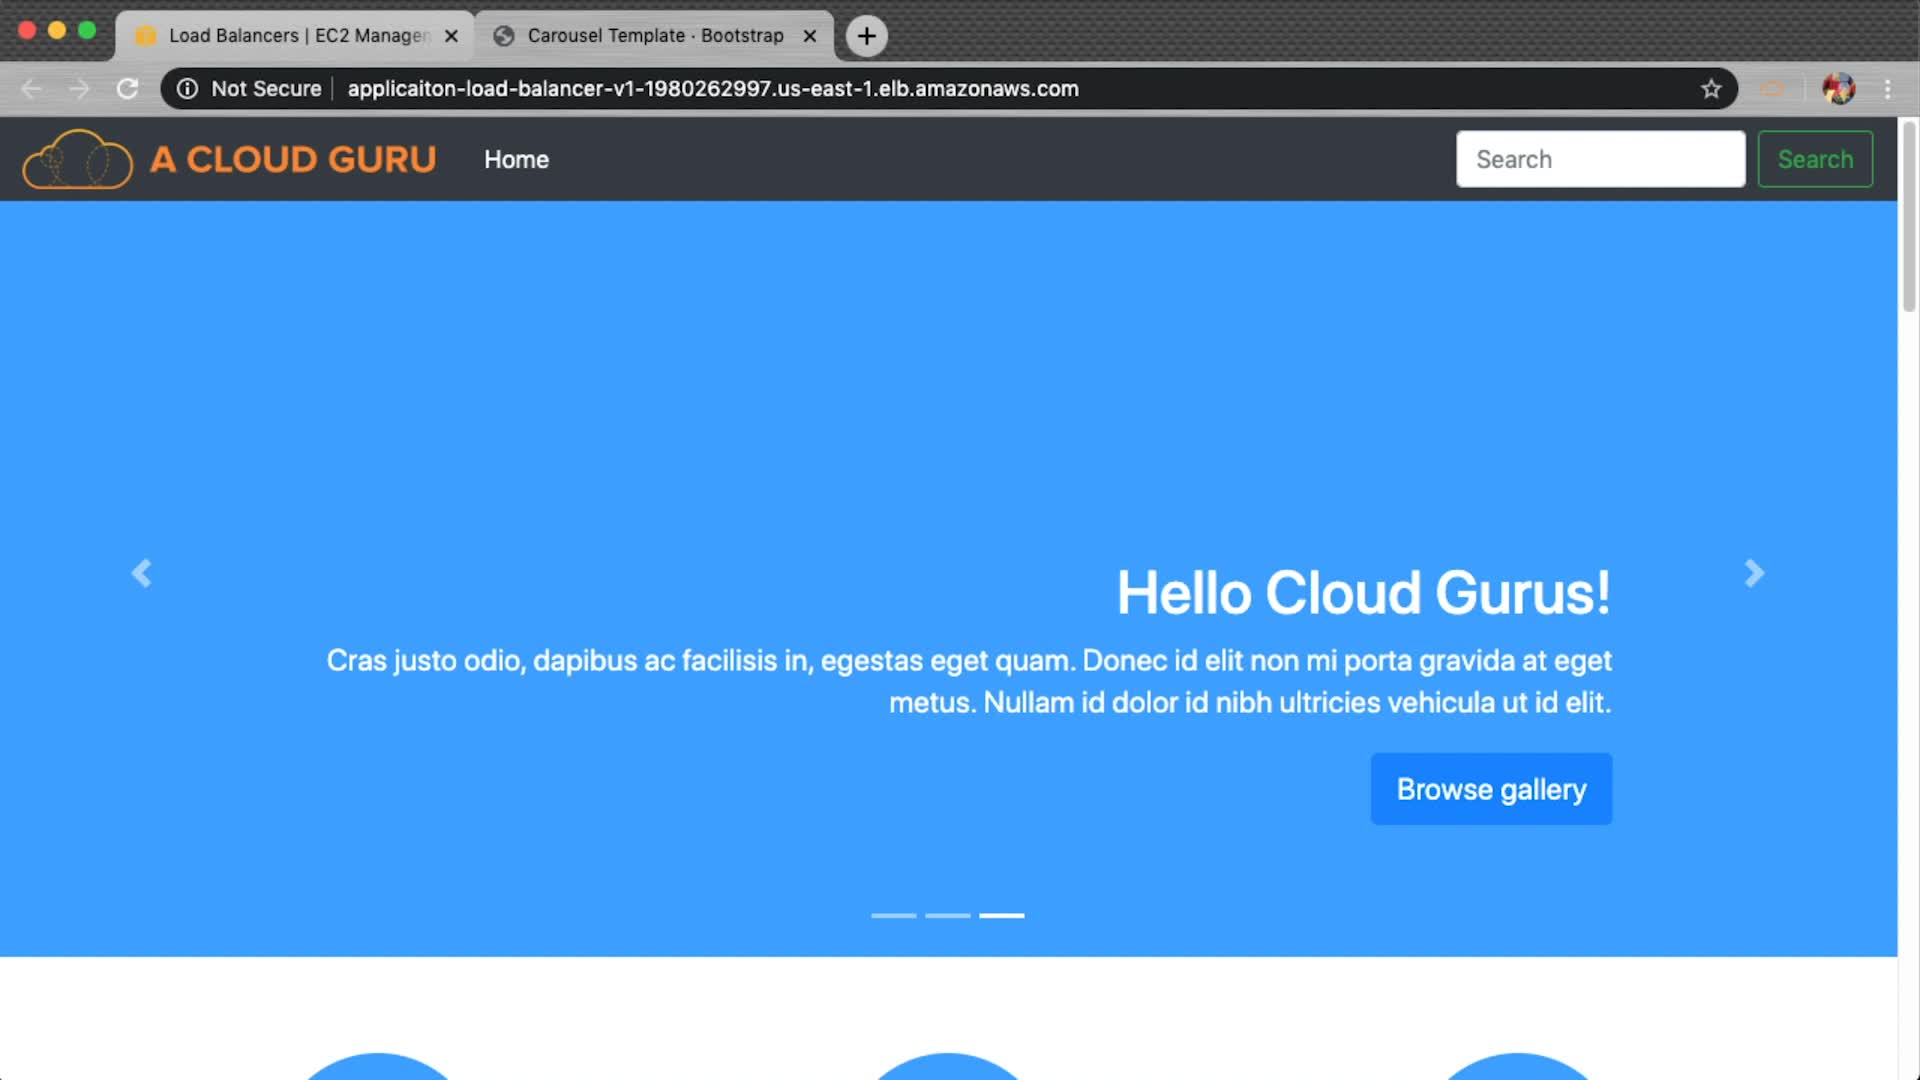 Load Balancers | EC2 Manager
Carousel Template · Bootstrap
Not Secure
applicaiton-load-balancer-v1-1980262997.us-east-1.elb.amazonaws.com
A CLOUD GURU
Home
Search
Search
Hello Cloud Gurus!
Cras justo odio, dapibus ac facilisis in, egestas eget quam. Donec id elit non mi porta gravida at eget
metus. Nullam id dolor id nibh ultricies vehicula ut id elit.
Browse gallery